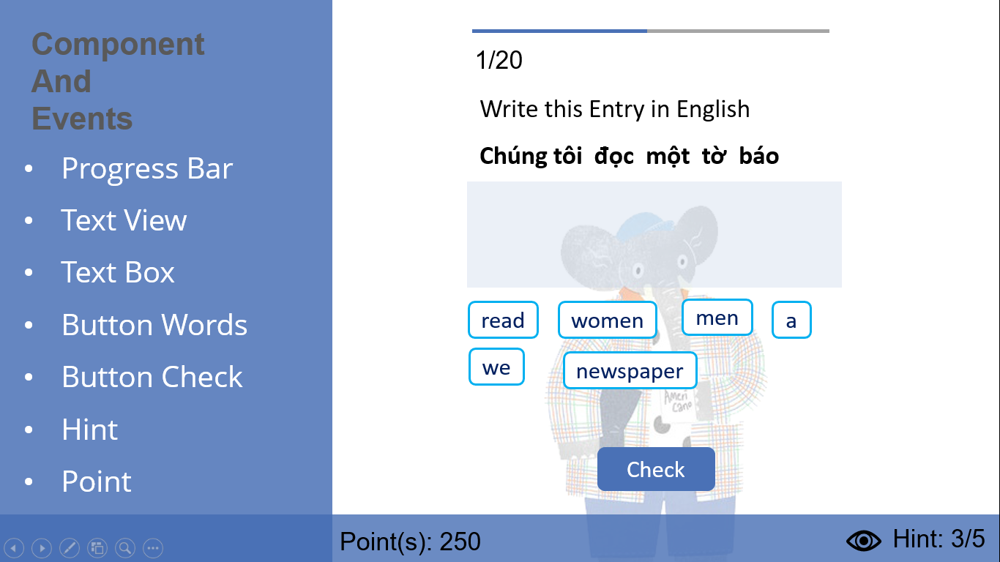 Component
And
Events
• Progress Bar
• Text View
• Text Box
• Button Words
• Button Check
• Hint
• Point
1/20
Write this Entry in English
Chúng tôi đọc một tờ báo
read women men a
we newspaper
Ameri
Cano
Check
Point(s): 250
Hint: 3/5